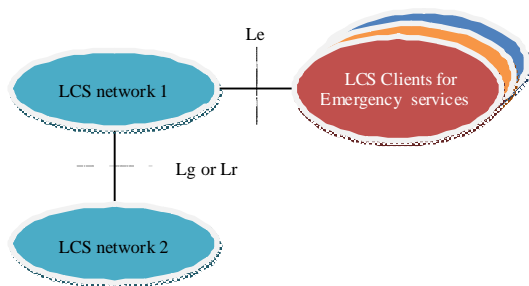 Le
LCS network 1
LCS Clients for
Emergency services
Lg or Lr
LCS network 2